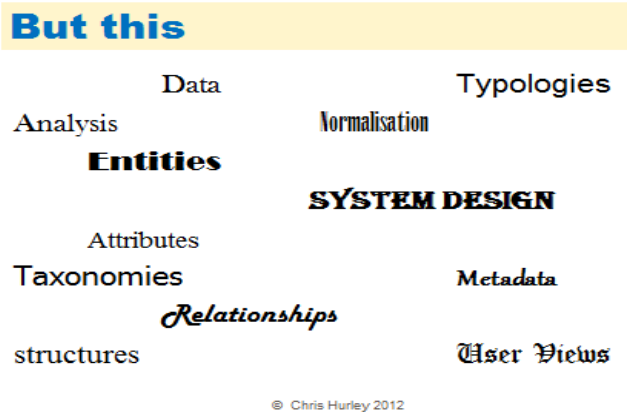 But this
Data Typologies
Analysis Normalisation
Entities
SYSTEM DESIGN
Attributes
Taxonomies Metadata
Relationships
structures User Views
© Chris Hurley 2012